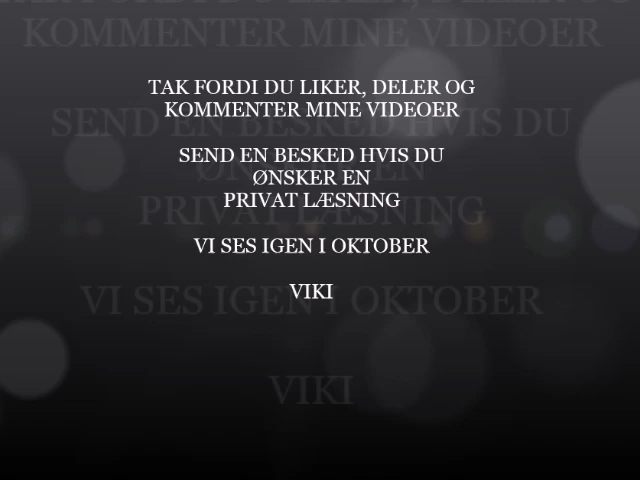 TAK FORDI DU LIKER, DELER OG
KOMMENTER MINE VIDEOER
SEND EN BESKED HVIS DU
ØNSKER EN
PRIVAT LÆSNING
VI SES IGEN I OKTOBER
VIKI